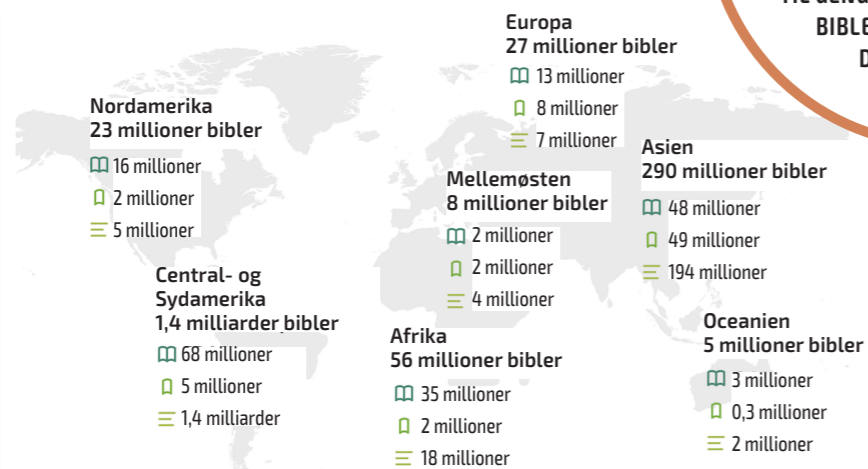 BIBLE
Europa
27 millioner bibler
13 millioner
8 millioner
7 millioner
Nordamerika
23 millioner bibler
16 millioner
2 millioner
5 millioner
Asien
290 millioner bibler
48 millioner
49 millioner
194 millioner
Mellemøsten
8 millioner bibler
2 millioner
2 millioner
4 millioner
Central- og
Sydamerika
1,4 milliarder bibler
68 millioner
5 millioner
1,4 milliarder
Afrika
56 millioner bibler
35 millioner
2 millioner
18 millioner
Oceanien
5 millioner bibler
3 millioner
0,3 millioner
2 millioner